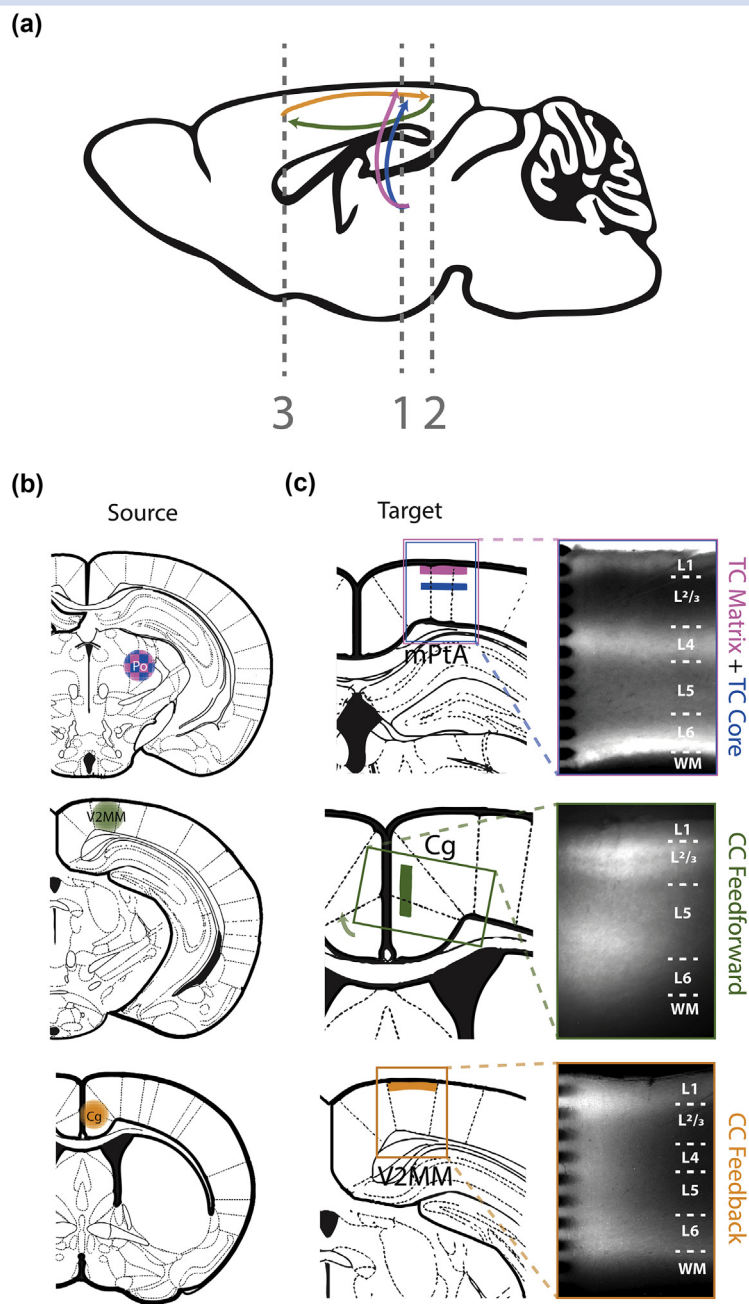 (a)
3 1 2
(b)
(c)
Source
Target
Po
mPtA
L1
L²/₃
L4
L5
L6
WM
TC Matrix + TC Core
V2MM
Cg
L1
L²/₃
L5
L6
WM
CC Feedforward
Cg
V2MM
L1
L²/₃
L4
L5
L6
WM
CC Feedback